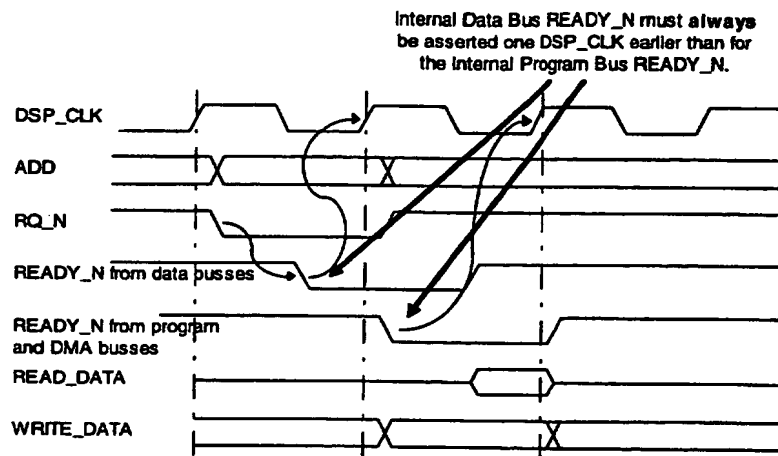 Internal Data Bus READY_N must always
be asserted one DSP_CLK earlier than for
the Internal Program Bus READY_N.
DSP_CLK
ADD
RQ_N
READY_N from data busses
READY_N from program
and DMA busses
READ_DATA
WRITE_DATA